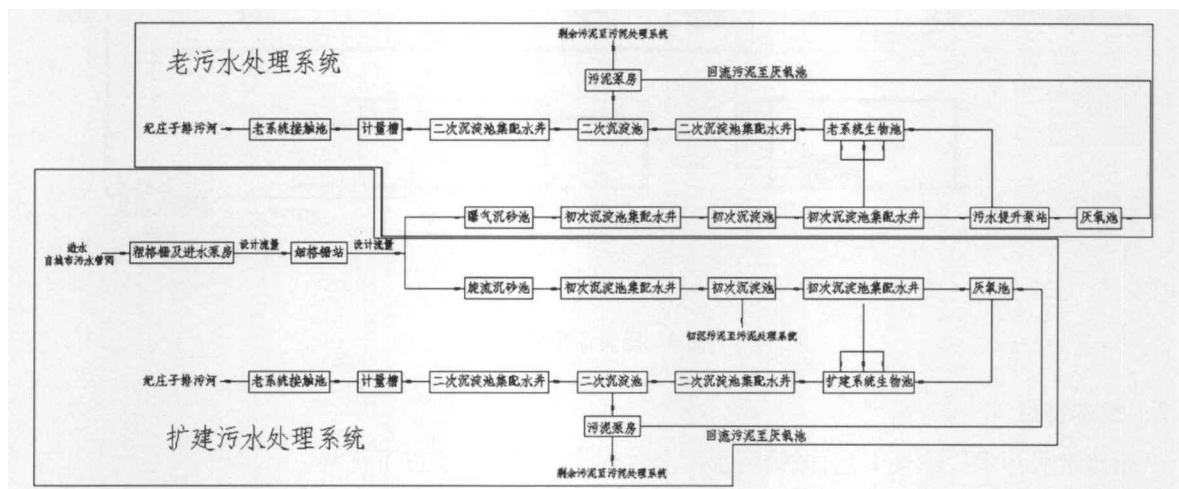 剩余污泥至污泥处理系统
老污水处理系统
污泥泵房
回流污泥至厌氧池
纪庄子排污河
老系统接触池
计量槽
二次沉淀池集配水井
二次沉淀池
二次沉淀池集配水井
老系统生物池
曝气沉砂池
初次沉淀池集配水井
初次沉淀池
初次沉淀池集配水井
污水提升泵站
厌氧池
进水
自城市污水管网
粗格栅及进水泵房
设计流量
细格栅站
设计流量
旋流沉砂池
初次沉淀池集配水井
初次沉淀池
初次沉淀池集配水井
厌氧池
初沉污泥至污泥处理系统
纪庄子排污河
老系统接触池
计量槽
二次沉淀池集配水井
二次沉淀池
二次沉淀池集配水井
扩建系统生物池
污泥泵房
回流污泥至厌氧池
扩建污水处理系统
剩余污泥至污泥处理系统